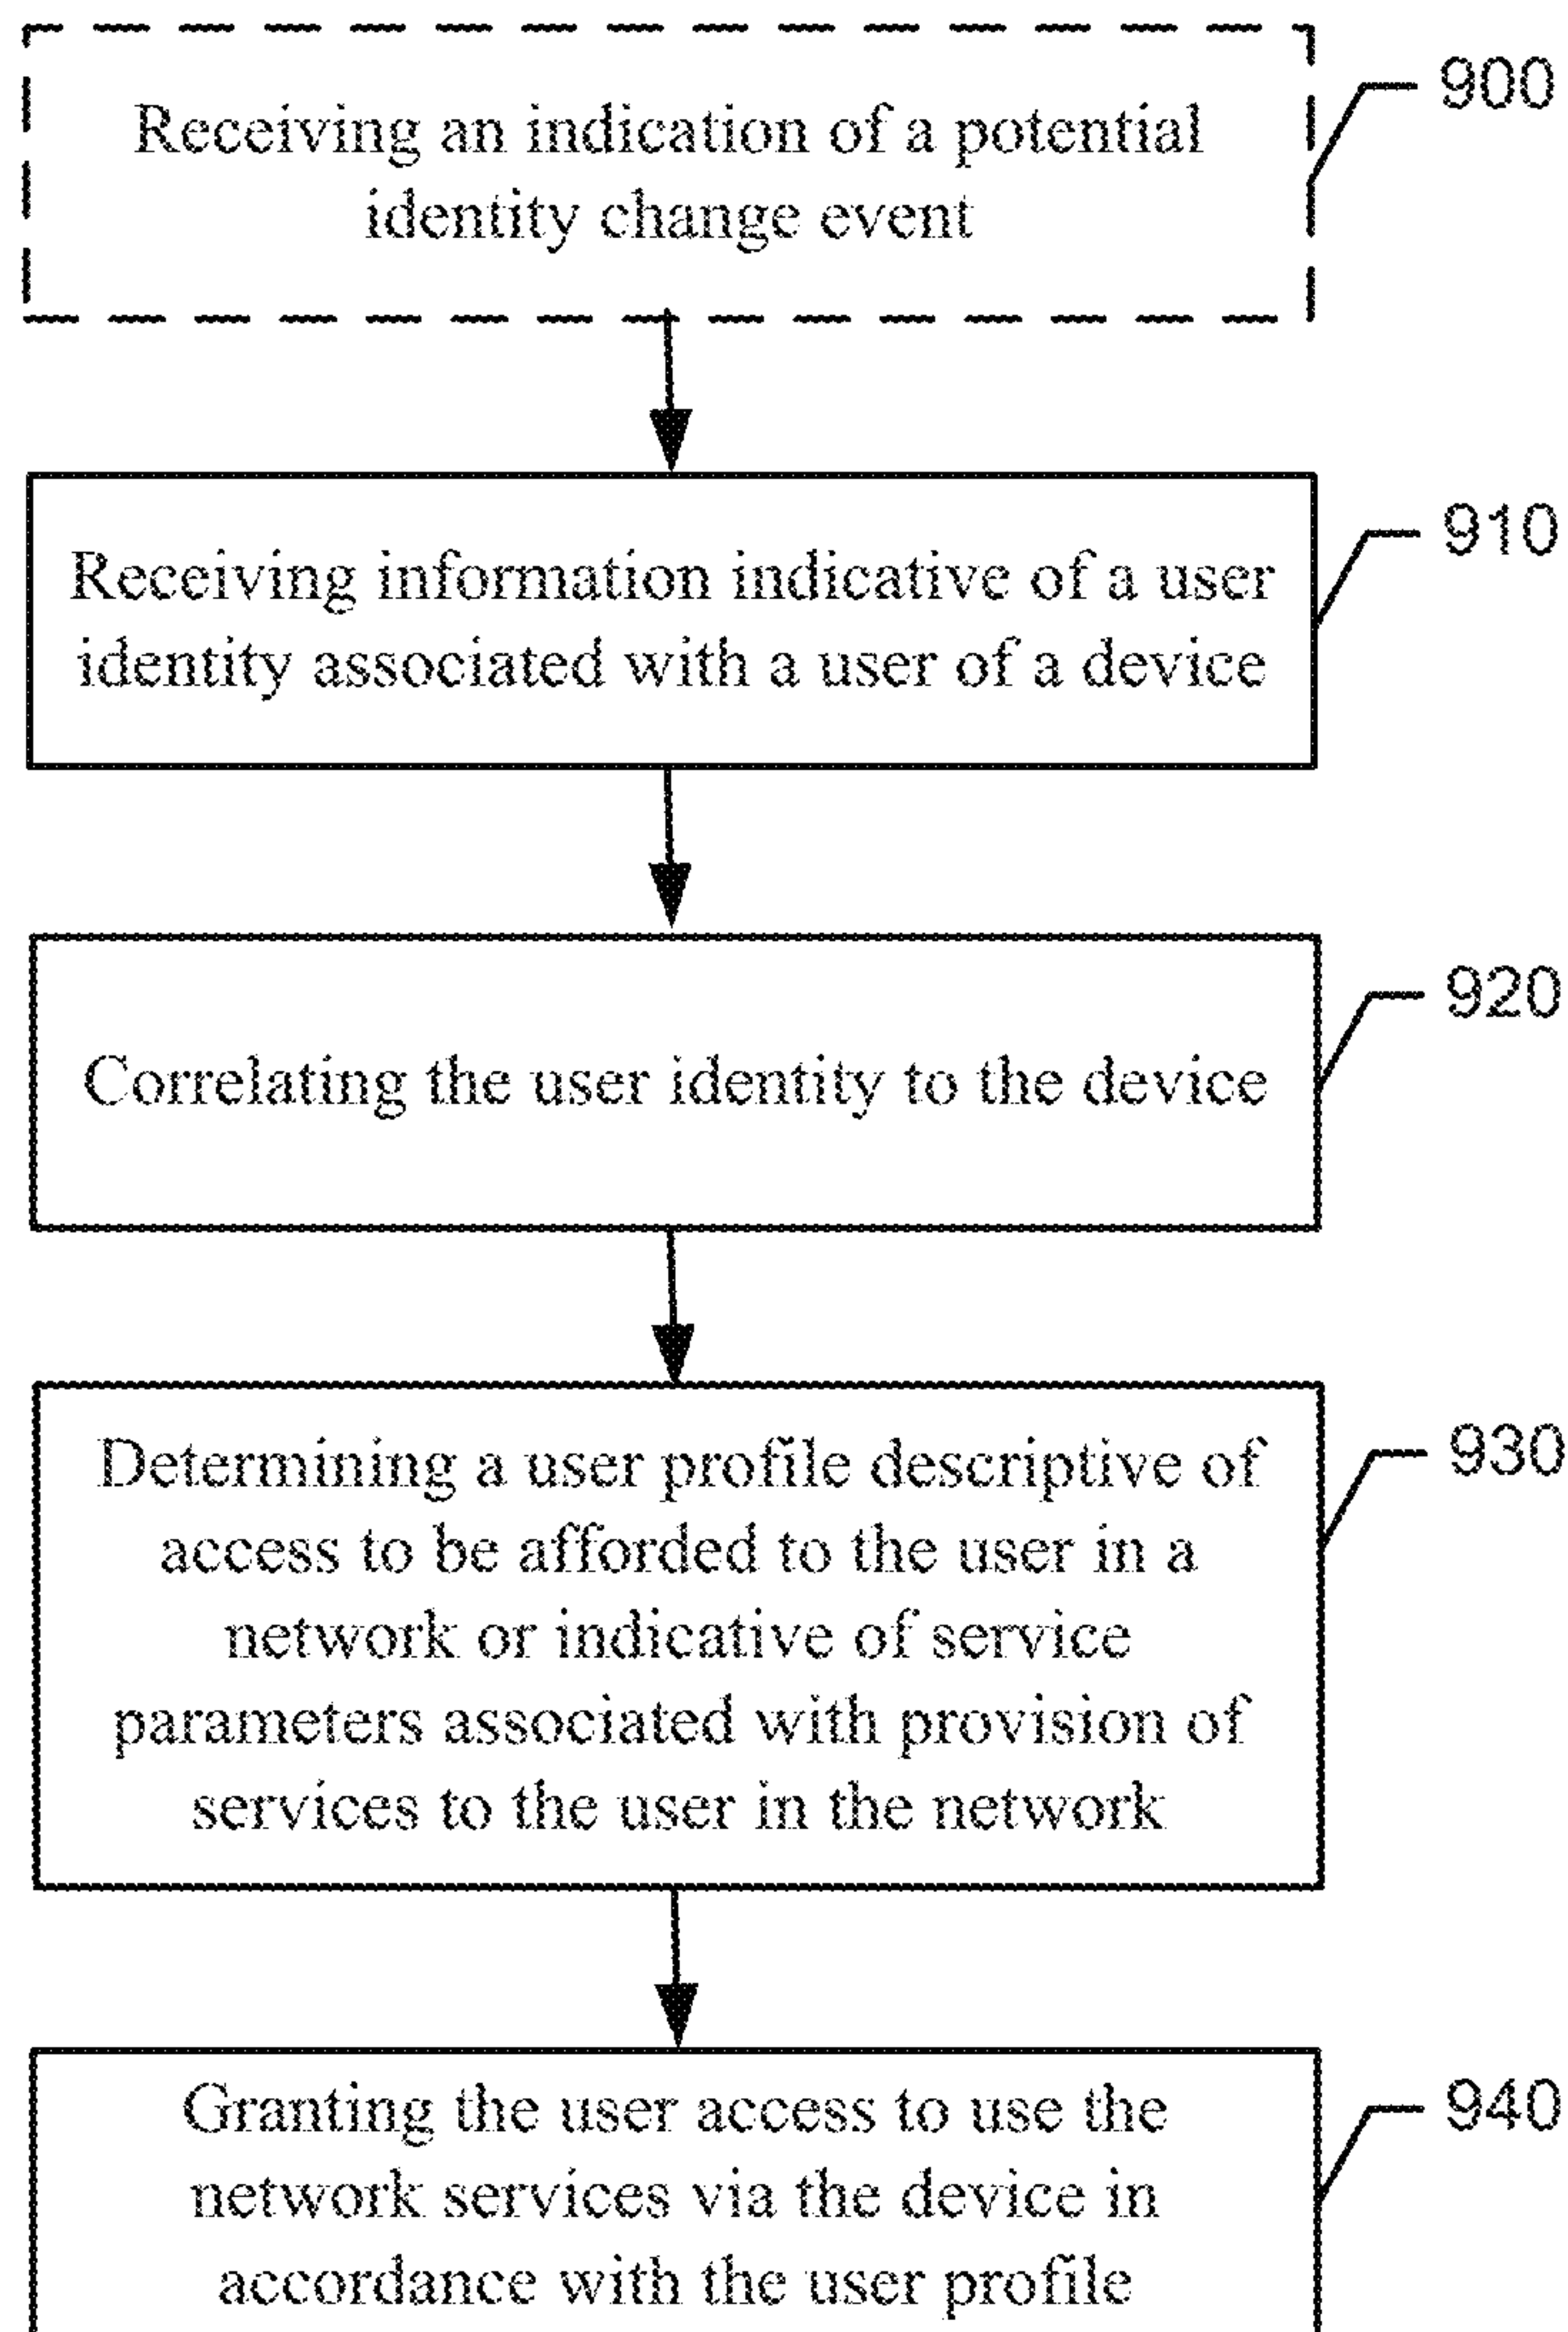 Receiving an indication of a potential
identity change event
900
Receiving information indicative of a user
identity associated with a user of a device
910
Correlating the user identity to the device
920
Determining a user profile descriptive of
access to be afforded to the user in a
network or indicative of service
parameters associated with provision of
services to the user in the network
930
Granting the user access to use the
network services via the device in
accordance with the user profile
940